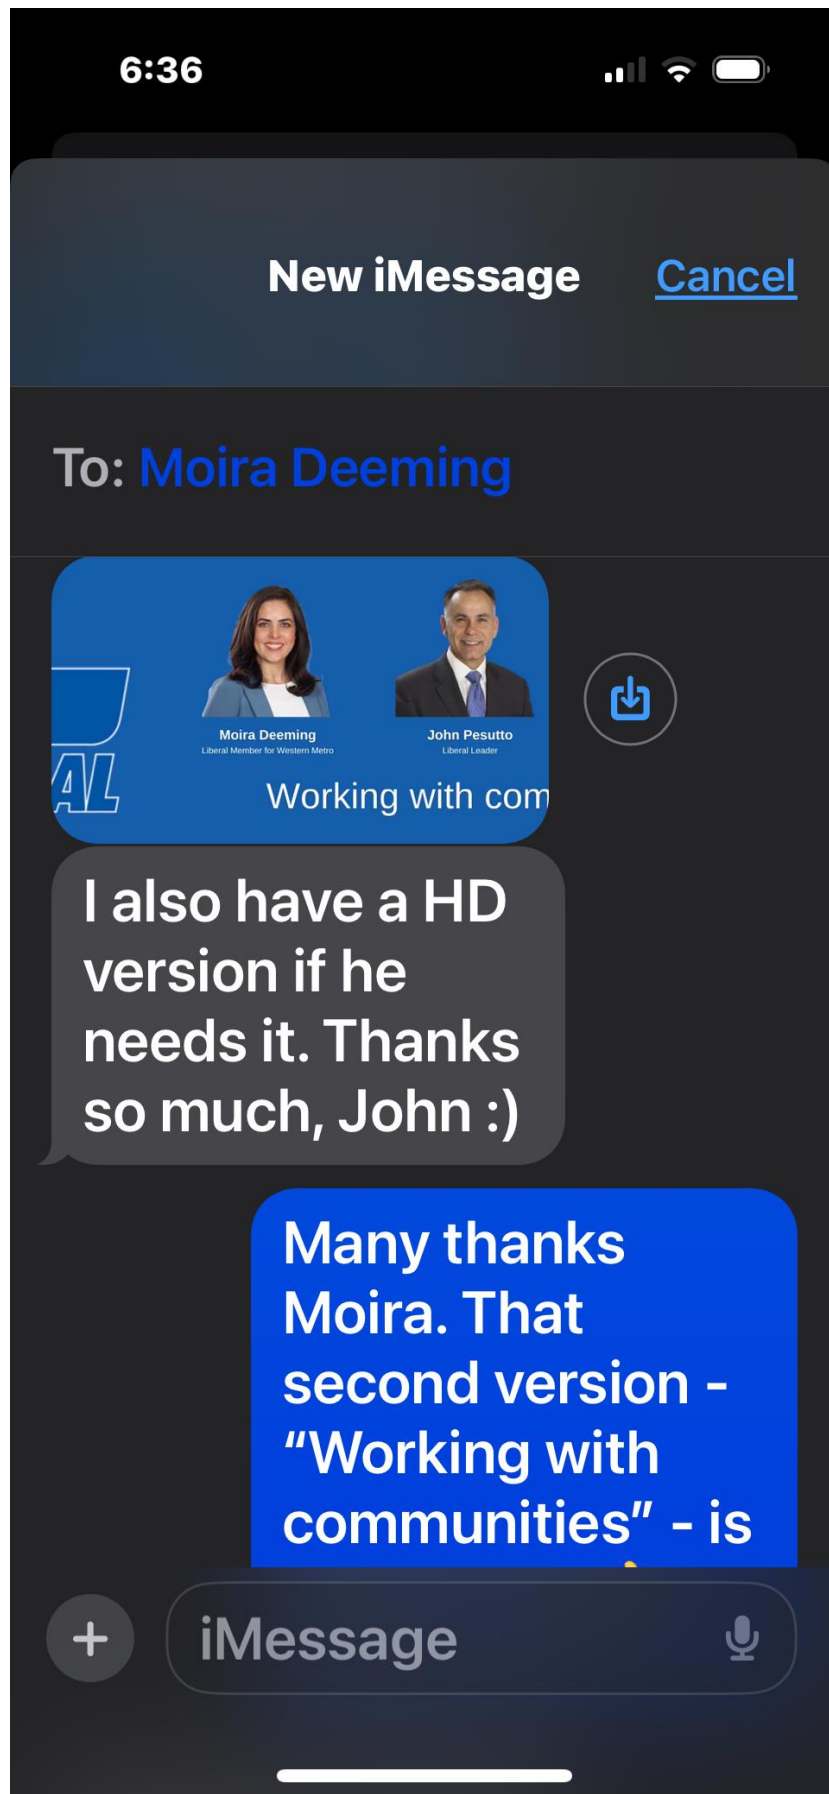 6:36
New iMessage
Cancel
To: Moira Deeming
Moira Deeming
Liberal Member for Western Metro
John Pesutto
Liberal Leader
AL
Working with com
I also have a HD
version if he
needs it. Thanks
so much, John :)
Many thanks
Moira. That
second version -
“Working with
communities” - is
iMessage